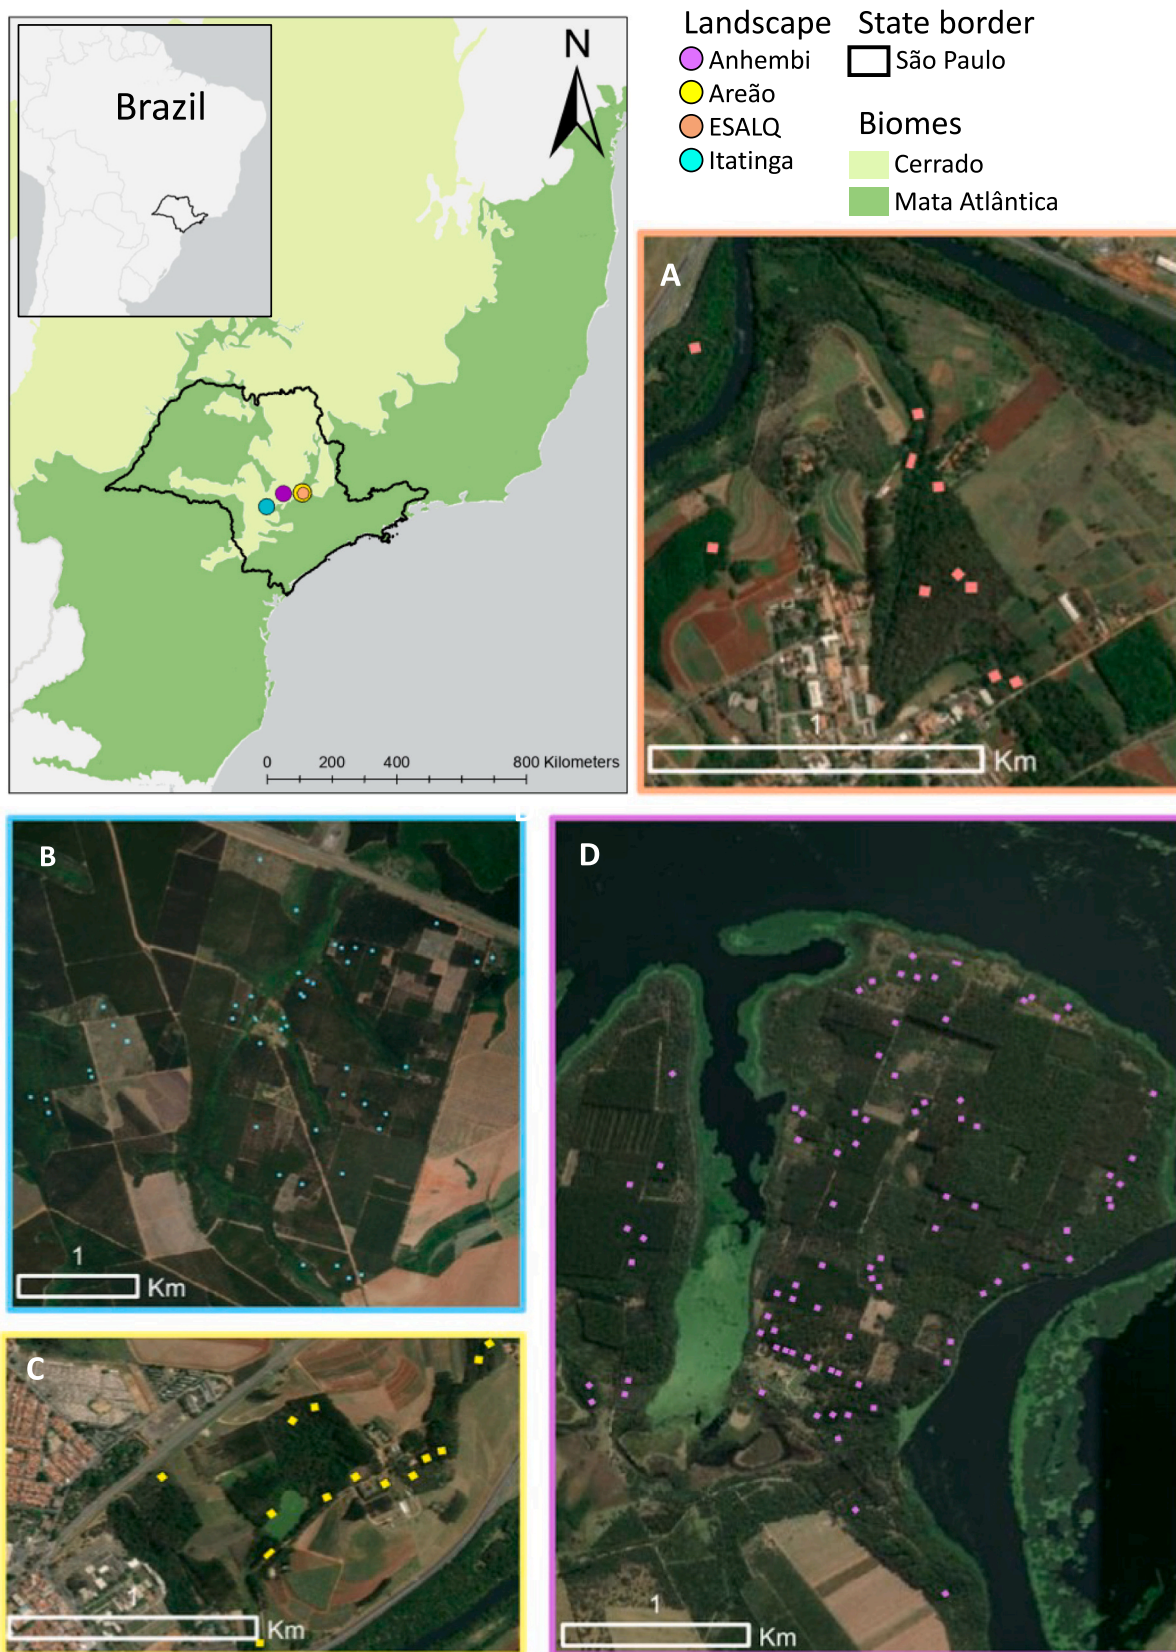 Brazil
N
0 200 400 800 Kilometers
Landscape
Anhembi
Areão
ESALQ
Itatinga
State border
São Paulo
Biomes
Cerrado
Mata Atlântica
A
1
Km
B
1
Km
C
1
Km
D
1
Km